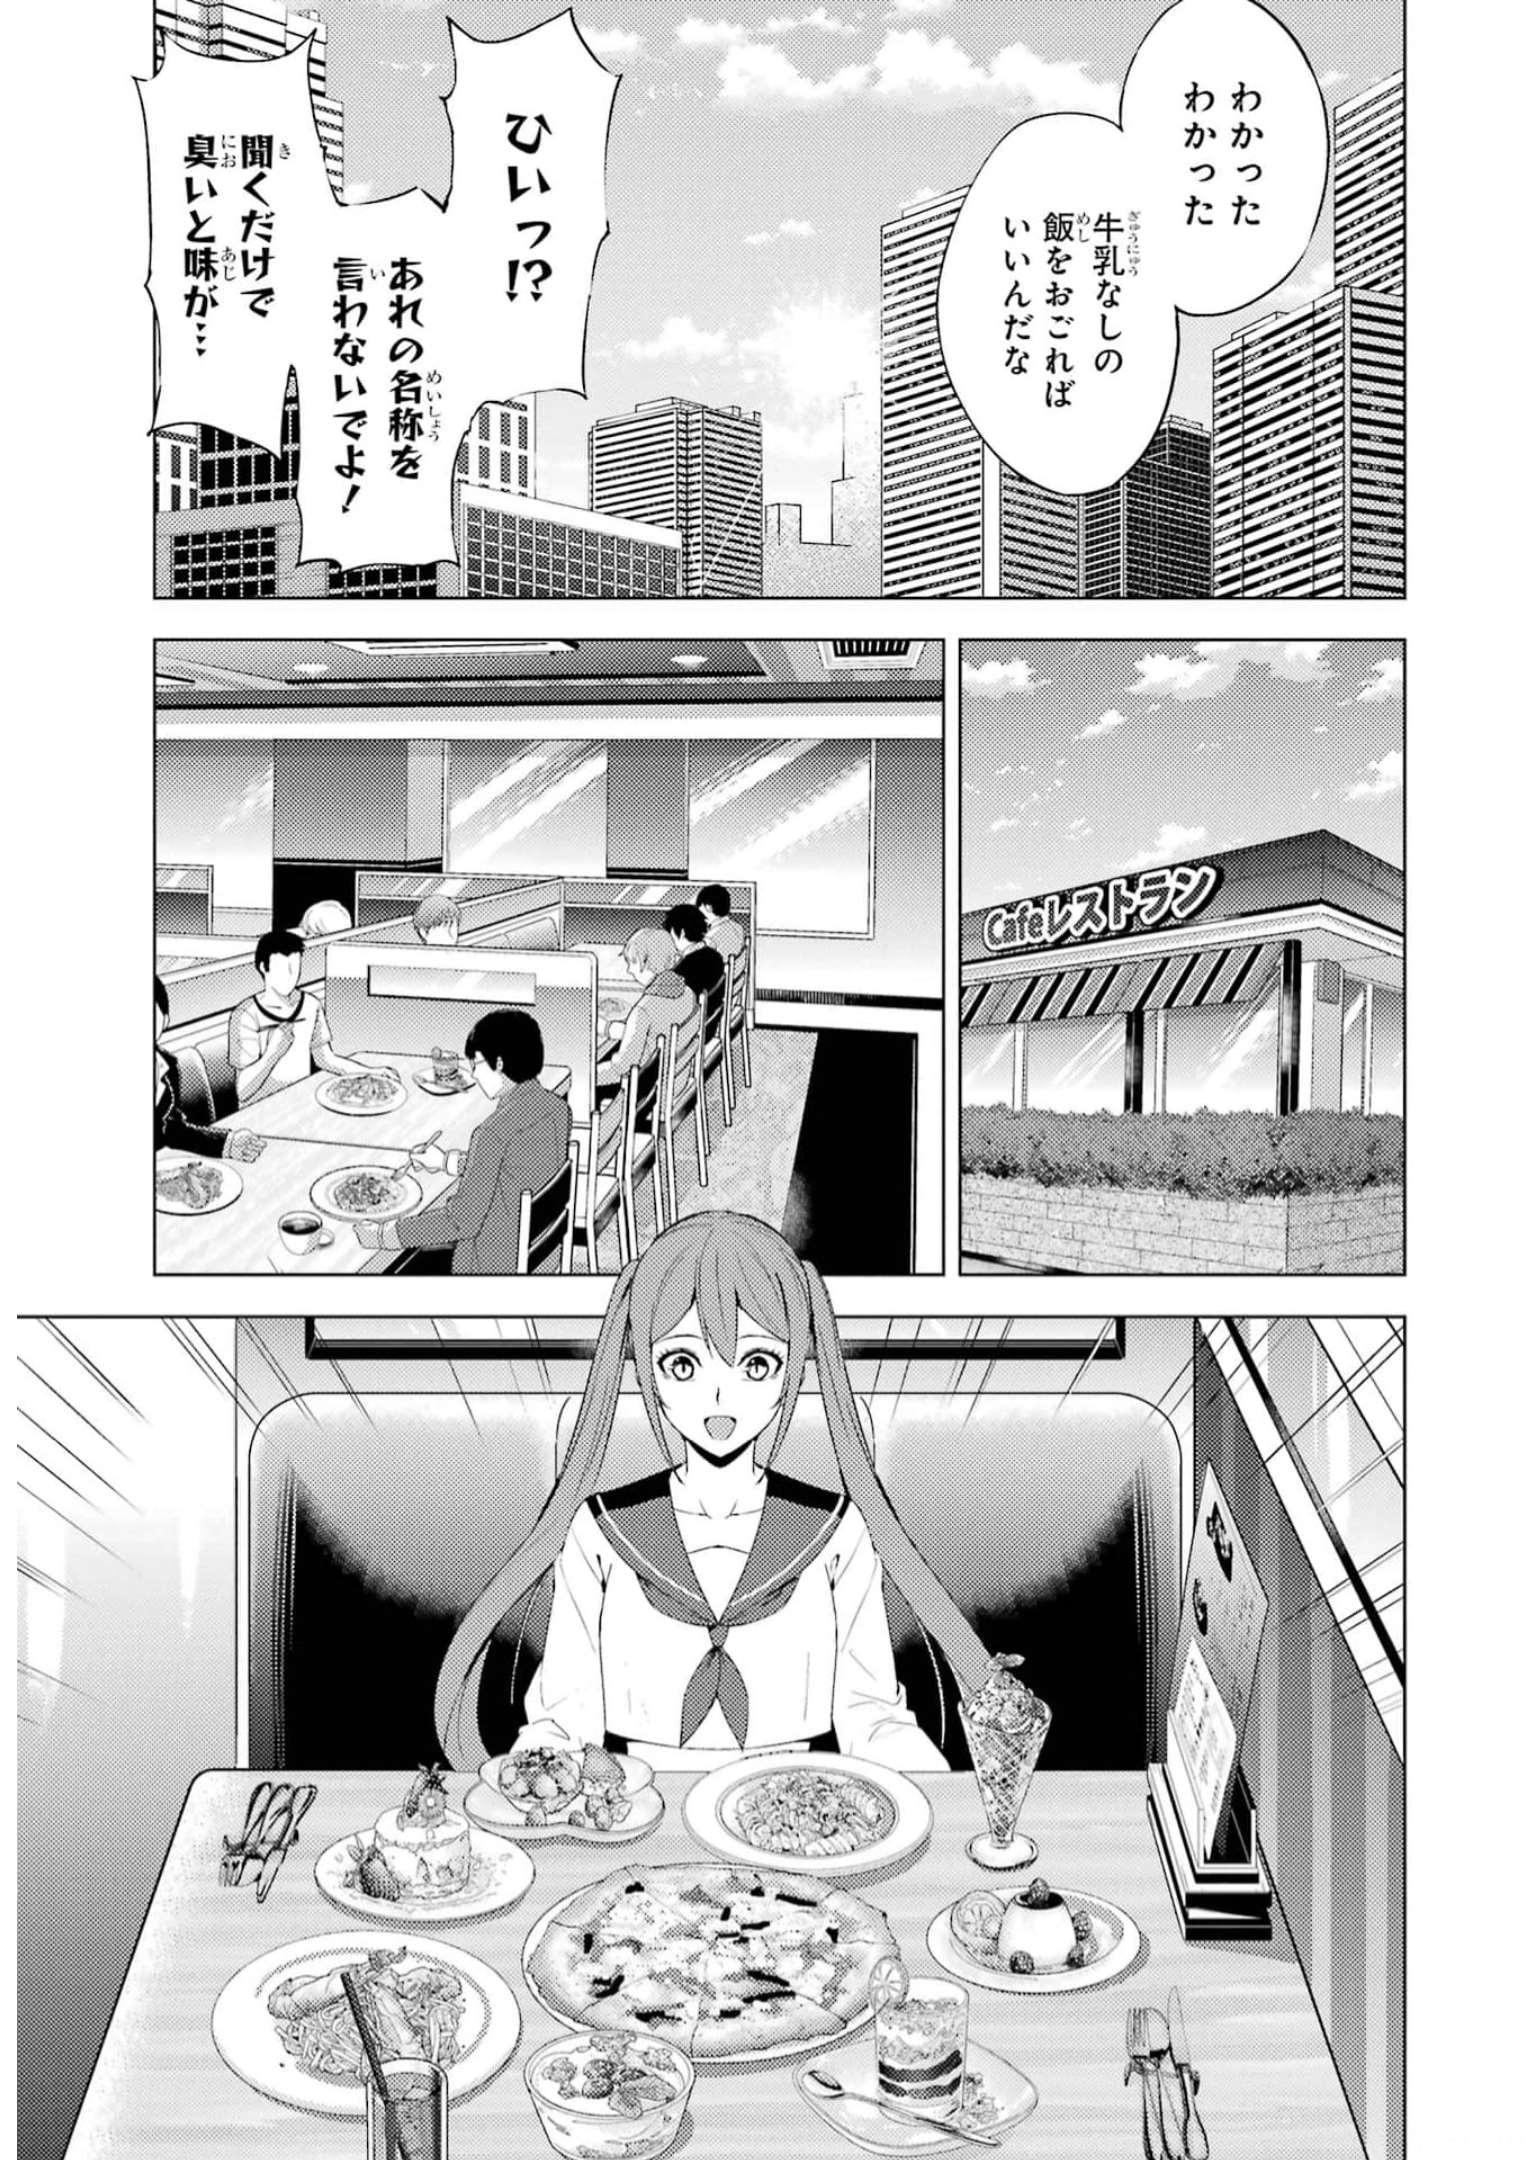 わかった
わかった
牛乳なしの
飯をおごれば
いいんだな
ひいっ!?
あれの名称を
言わないでよ!
聞くだけで
臭いと味が…
Cafeレストラン